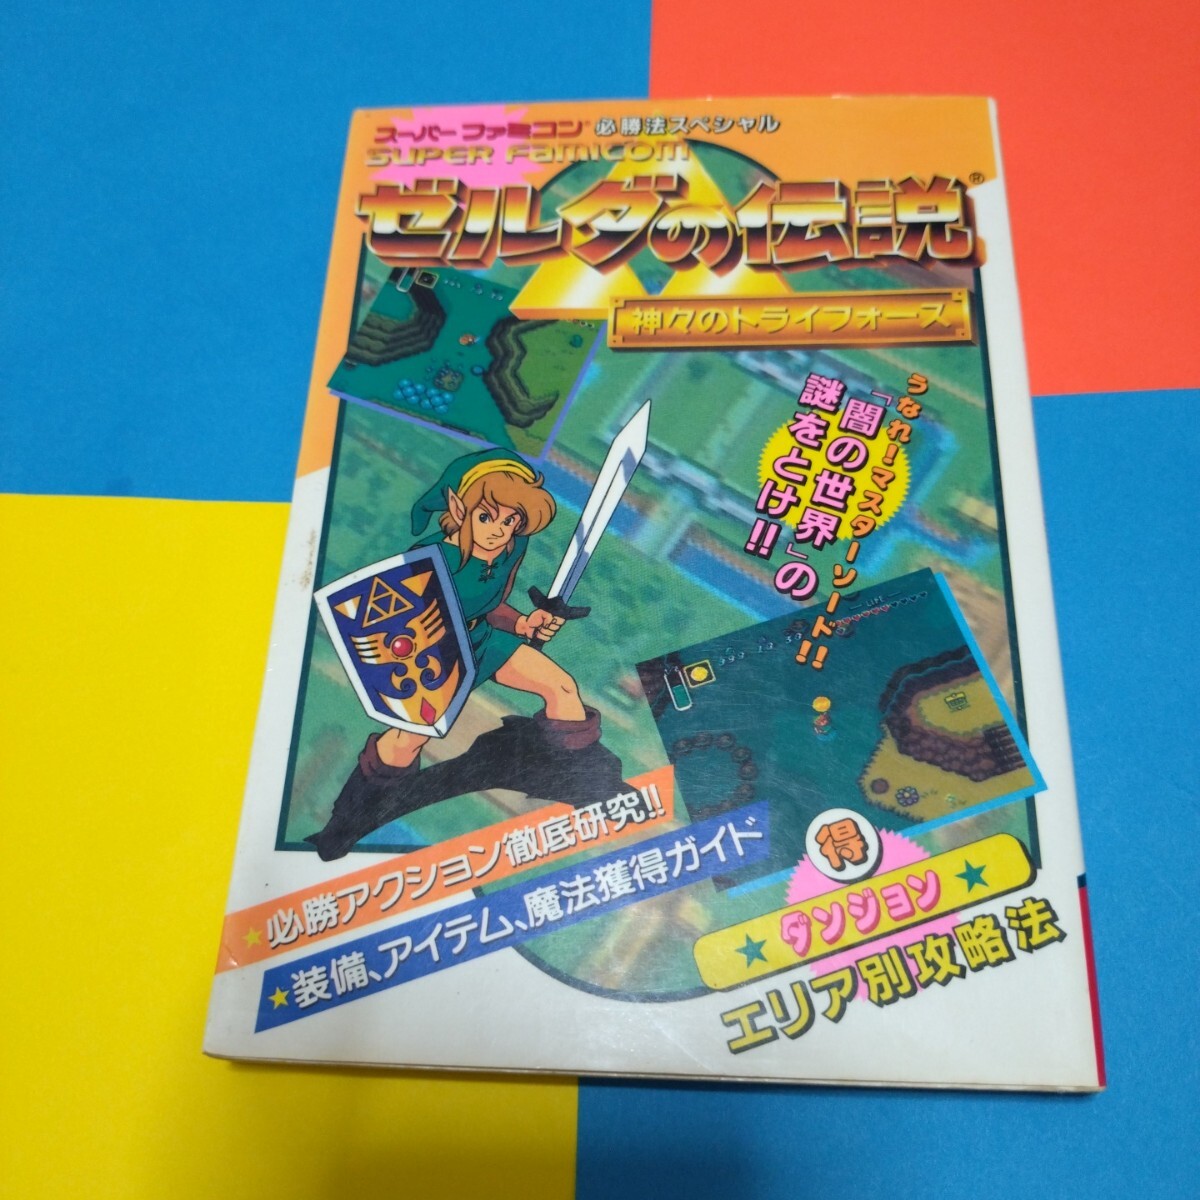 スーパーファミコン®必勝法スペシャル
SUPER FamicOM
ゼルダの伝説®
神々のトライフォース
うなれ!マスターソード!!
「闇の世界」の
謎をとけ!!
LIFE
★必勝アクション徹底研究!!
★装備、アイテム、魔法獲得ガイド
得
★ダンジョン★
エリア別攻略法